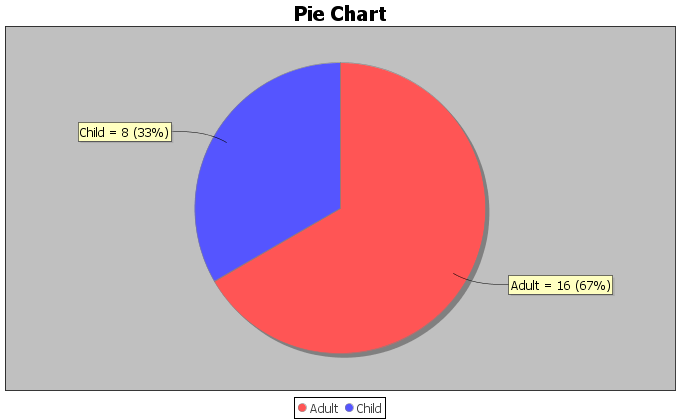 Pie Chart
Child = 8 (33%)
Adult = 16 (67%)
Adult Child